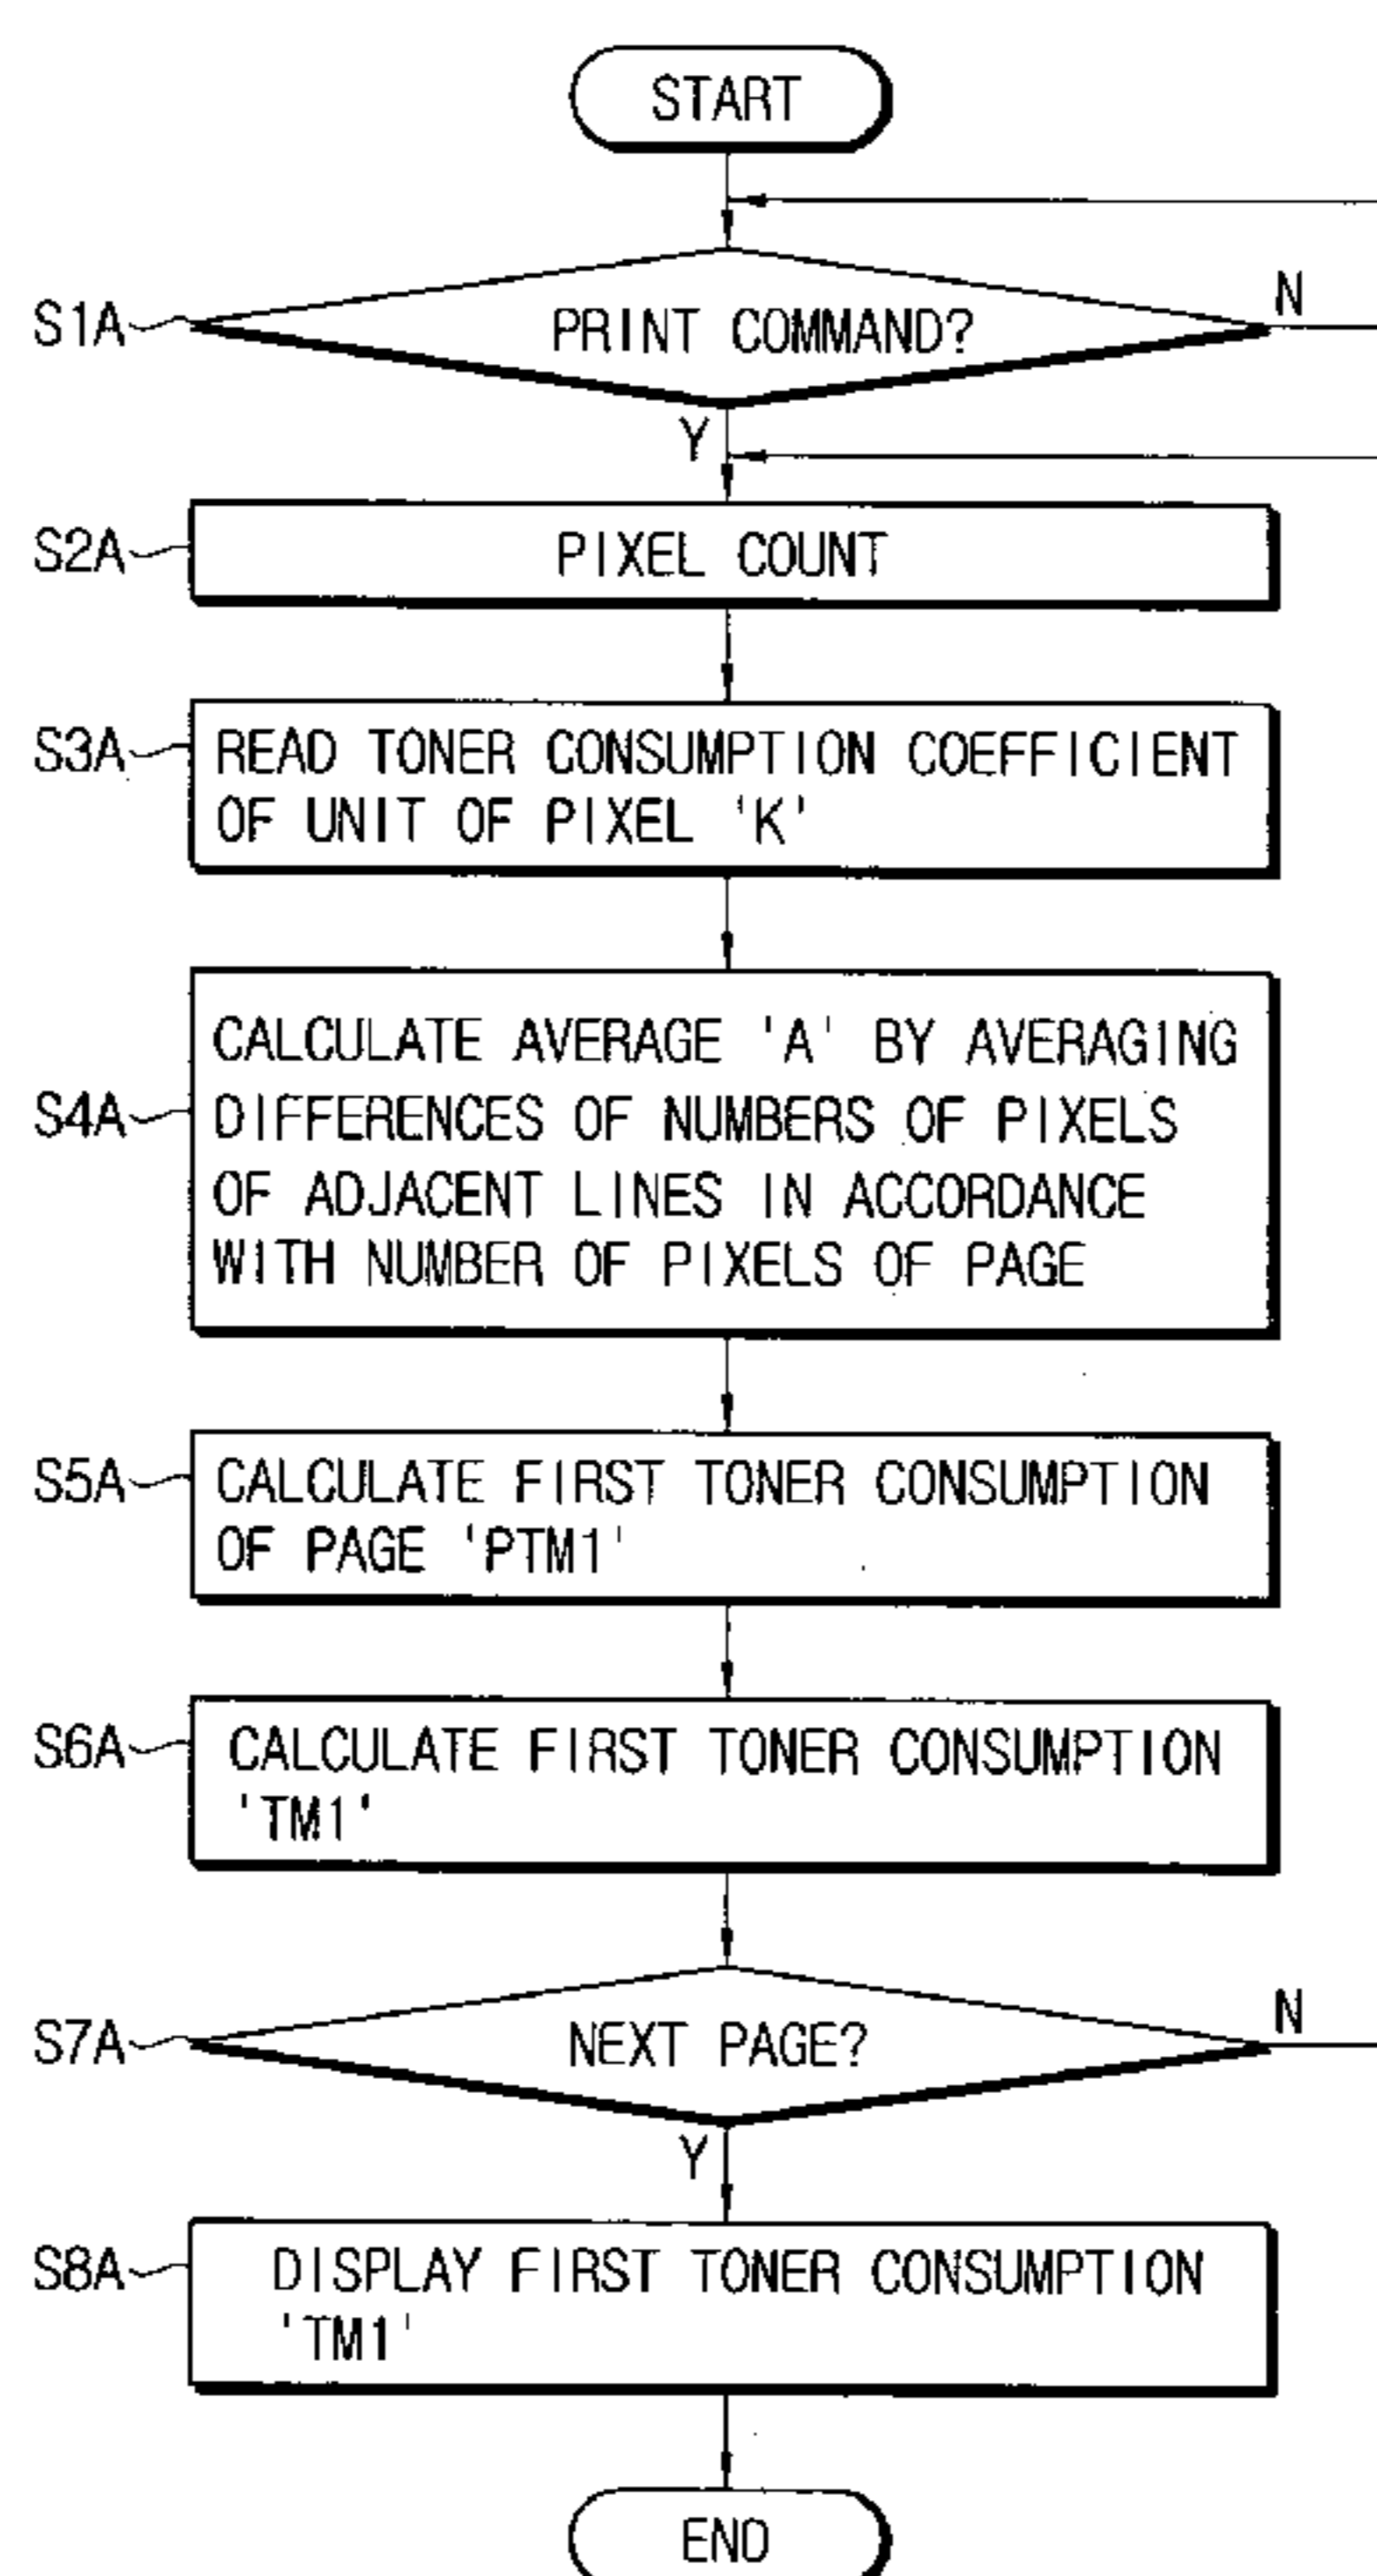 START
S1A
PRINT COMMAND?
N
Y
S2A
PIXEL COUNT
S3A
READ TONER CONSUMPTION COEFFICIENT
OF UNIT OF PIXEL 'K'
S4A
CALCULATE AVERAGE 'A' BY AVERAGING
DIFFERENCES OF NUMBERS OF PIXELS
OF ADJACENT LINES IN ACCORDANCE
WITH NUMBER OF PIXELS OF PAGE
S5A
CALCULATE FIRST TONER CONSUMPTION
OF PAGE 'PTM1'
S6A
CALCULATE FIRST TONER CONSUMPTION
'TM1'
S7A
NEXT PAGE?
N
Y
S8A
DISPLAY FIRST TONER CONSUMPTION
'TM1'
END